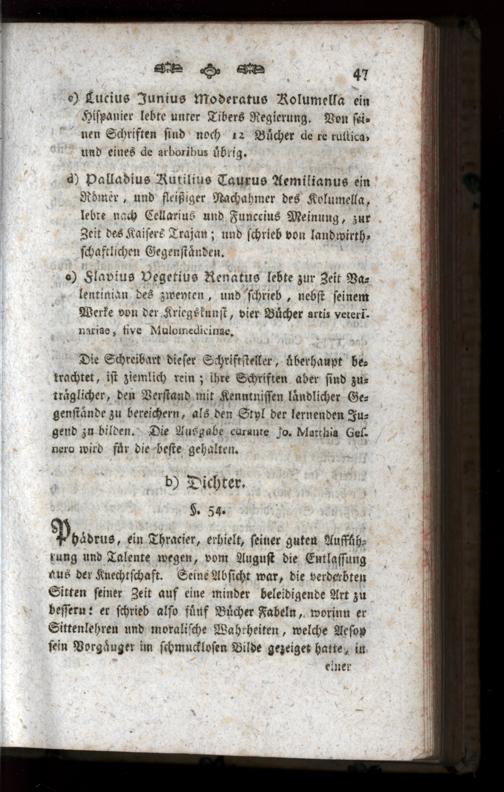 47
c) Lucius Junius Moderatus Kolumella ein
Hispanier lebte unter Tibers Regierung. Von sei-
nen Schriften sind noch 12 Bücher de re rustica,
und eines de arboribus übrig.
d) Palladius Rutilius Taurus Aemilianus ein
Römer, und fleißiger Nachahmer des Kolumella,
lebte nach Cellarius und Funccius Meinung, zur
Zeit des Kaisers Trajan; und schrieb von landwirth-
schaftlichen Gegenständen.
e) Flavius Vegetius Renatus lebte zur Zeit Va-
lentinian des zweyten, und schrieb, nebst seinem
Werke von der Kriegskunst, vier Bücher artis veteri-
nariae, sive Mulomedicinae.
Die Schreibart dieser Schriftsteller, überhaupt be-
trachtet, ist ziemlich rein; ihre Schriften aber sind zu-
träglicher, den Verstand mit Kenntnissen ländlicher Ge-
genstände zu bereichern, als den Styl der lernenden Ju-
gend zu bilden. Die Ausgabe curante Jo. Matthia Ges-
nero wird für die beste gehalten.
b) Dichter.
§. 54.
Phädrus, ein Thracier, erhielt, seiner guten Auffüh-
rung und Talente wegen, vom August die Entlassung
aus der Knechtschaft. Seine Absicht war, die verderbten
Sitten seiner Zeit auf eine minder beleidigende Art zu
bessern: er schrieb also fünf Bücher Fabeln, worinn er
Sittenlehren und moralische Wahrheiten, welche Aesop
sein Vorgänger im schmucklosen Bilde gezeiget hatte, in
einer